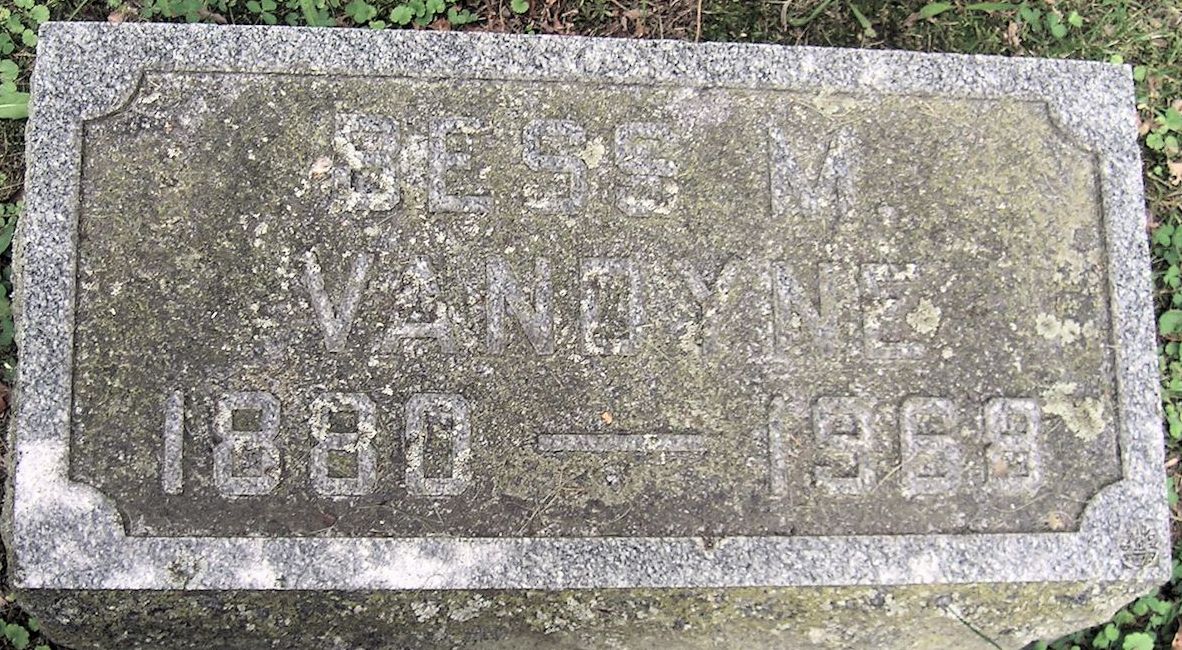 BESS M.
VANDYNE
1880 — 1968